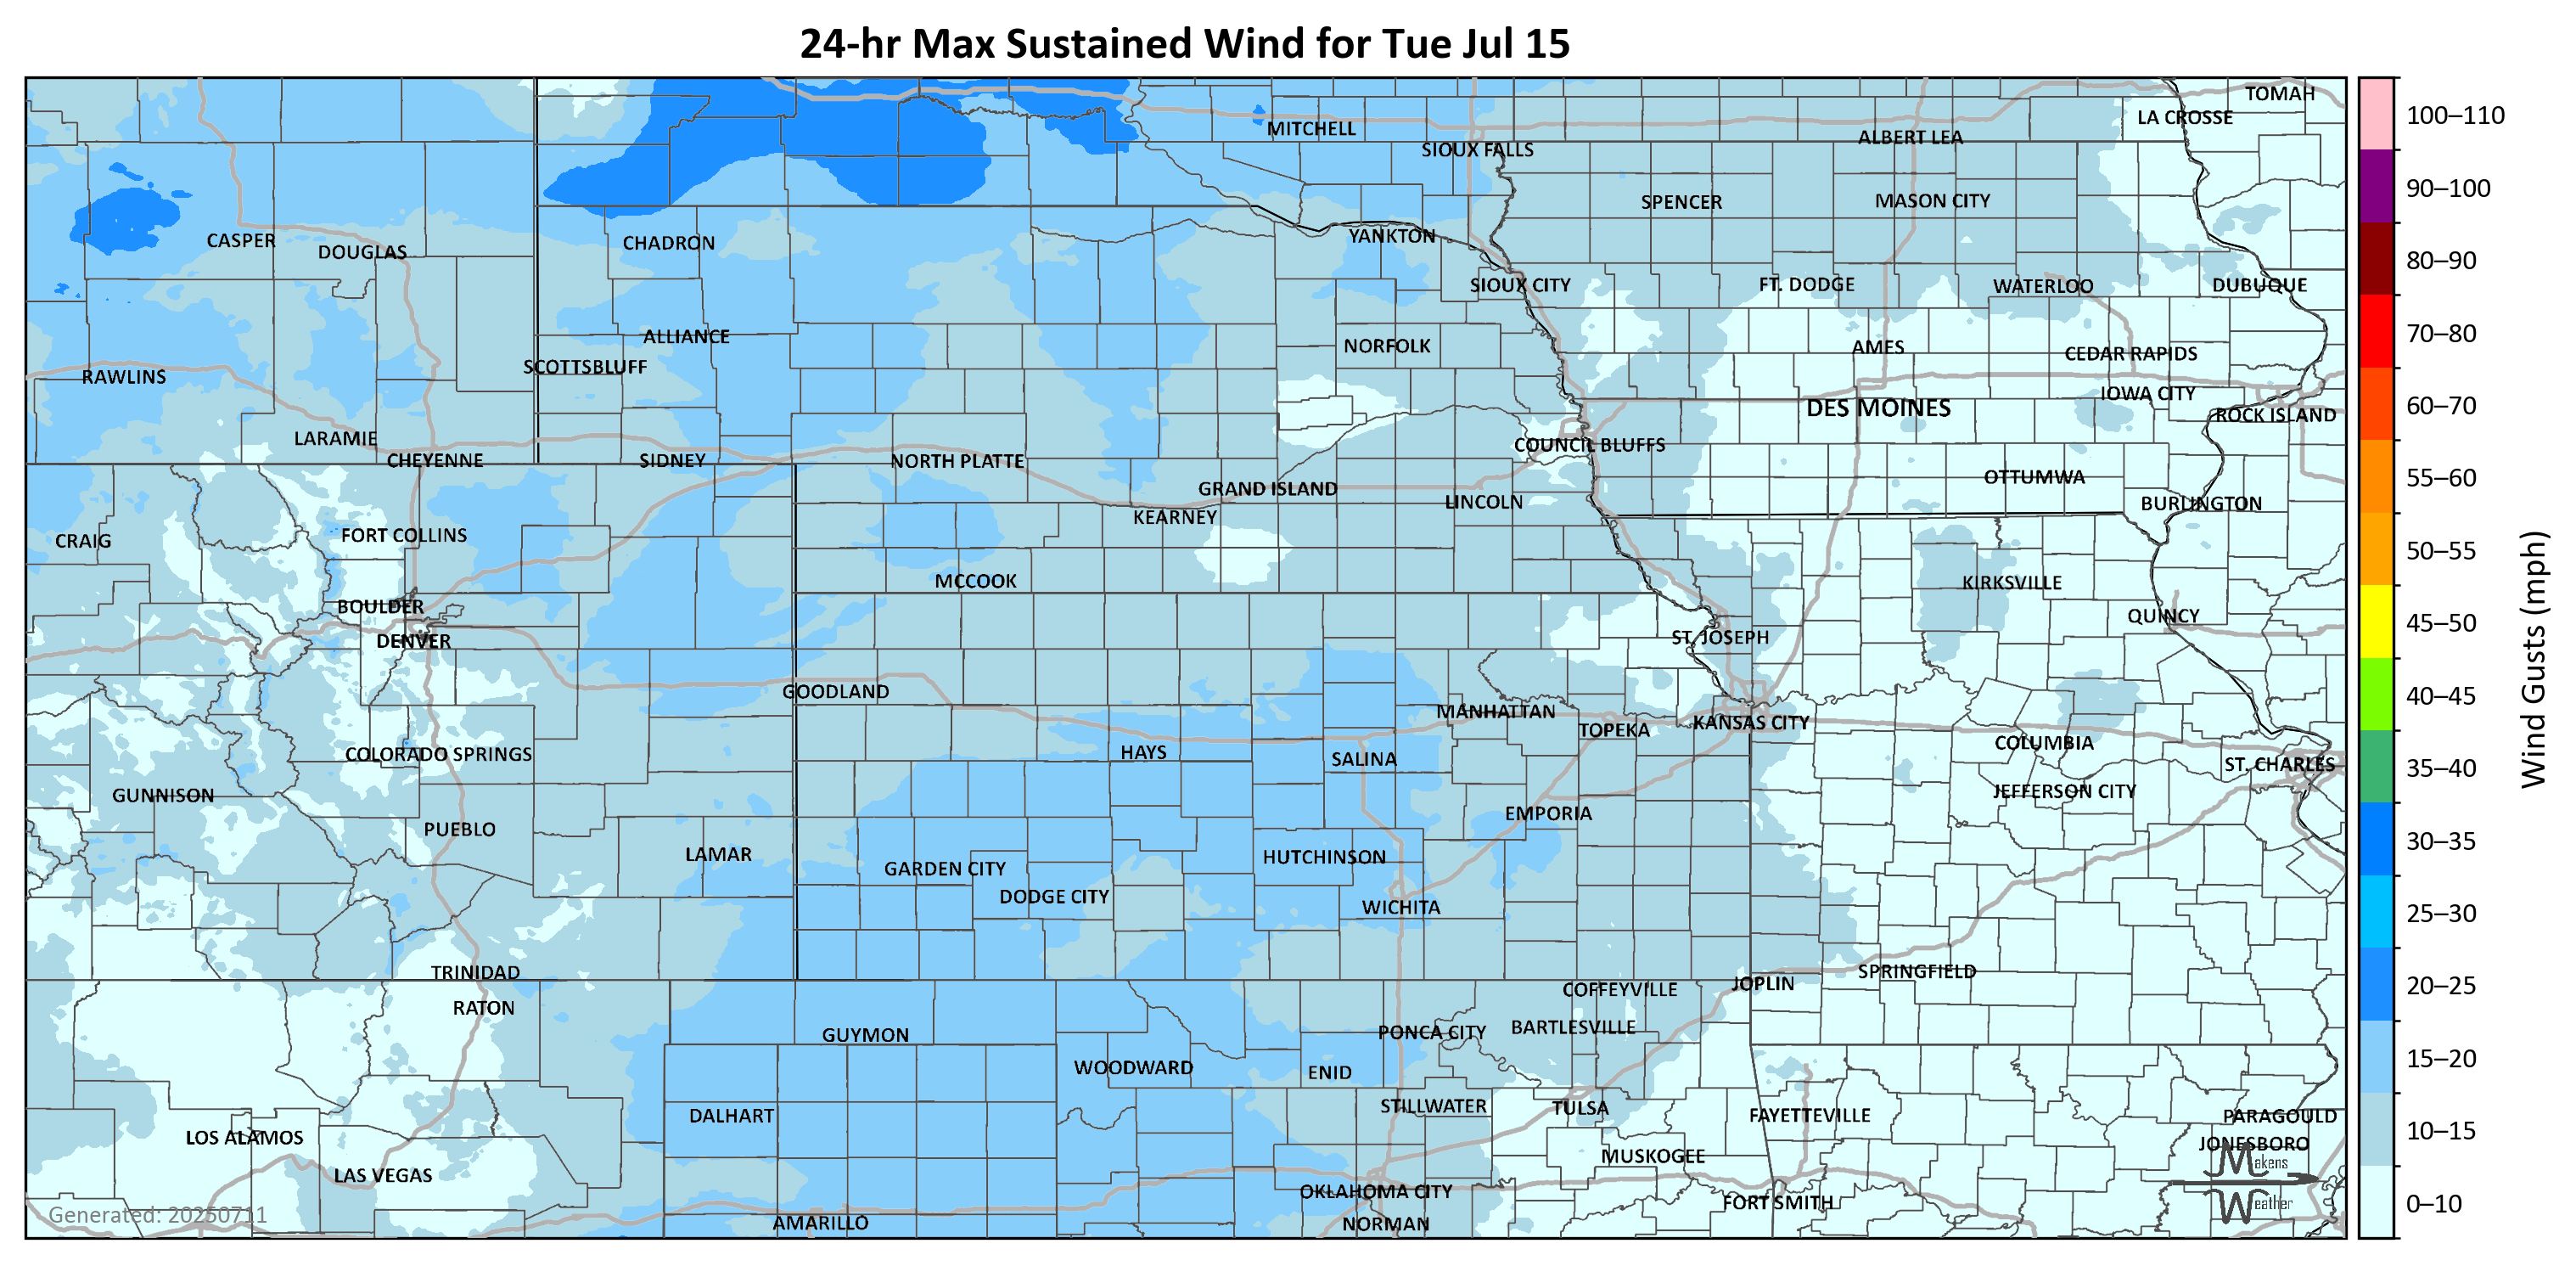 24-hr Max Sustained Wind for Tue Jul 15
TOMAH
LA CROSSE
MITCHELL
ALBERT LEA
SIOUX FALLS
SPENCER
MASON CITY
CASPER
DOUGLAS
CHADRON
YANKTON
SIOUX CITY
FT. DODGE
WATERLOO
DUBUQUE
ALLIANCE
NORFOLK
AMES
CEDAR RAPIDS
SCOTTSBLUFF
RAWLINS
IOWA CITY
DES MOINES
ROCK ISLAND
LARAMIE
COUNCIL BLUFFS
CHEYENNE
SIDNEY
NORTH PLATTE
OTTUMWA
GRAND ISLAND
LINCOLN
BURLINGTON
KEARNEY
FORT COLLINS
CRAIG
MCCOOK
KIRKSVILLE
BOULDER
QUINCY
DENVER
ST. JOSEPH
GOODLAND
MANHATTAN
TOPEKA
KANSAS CITY
COLORADO SPRINGS
HAYS
SALINA
COLUMBIA
ST. CHARLES
GUNNISON
JEFFERSON CITY
EMPORIA
PUEBLO
LAMAR
HUTCHINSON
GARDEN CITY
DODGE CITY
WICHITA
TRINIDAD
SPRINGFIELD
JOPLIN
COFFEYVILLE
RATON
GUYMON
PONCA CITY
BARTLESVILLE
WOODWARD
ENID
STILLWATER
TULSA
DALHART
FAYETTEVILLE
PARAGOULD
LOS ALAMOS
JONESBORO
MUSKOGEE
LAS VEGAS
OKLAHOMA CITY
FORT SMITH
AMARILLO
NORMAN
Generated: 20250711
Makens
Weather
100–110
90–100
80–90
70–80
60–70
55–60
50–55
45–50
40–45
35–40
30–35
25–30
20–25
15–20
10–15
0–10
Wind Gusts (mph)